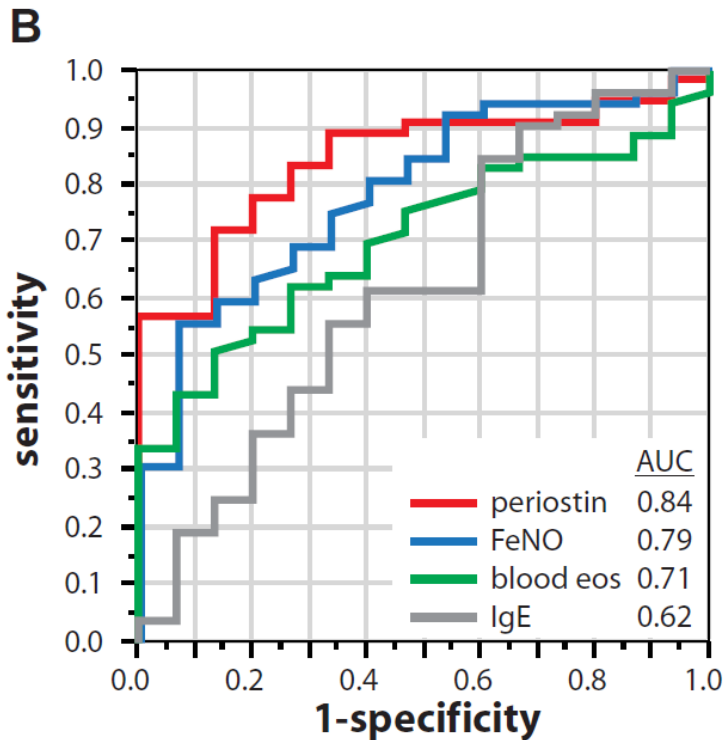 B
sensitivity
1.0
0.9
0.8
0.7
0.6
0.5
0.4
0.3
0.2
0.1
0.0
AUC
periostin 0.84
FeNO 0.79
blood eos 0.71
IgE 0.62
0.0 0.2 0.4 0.6 0.8 1.0
1-specificity